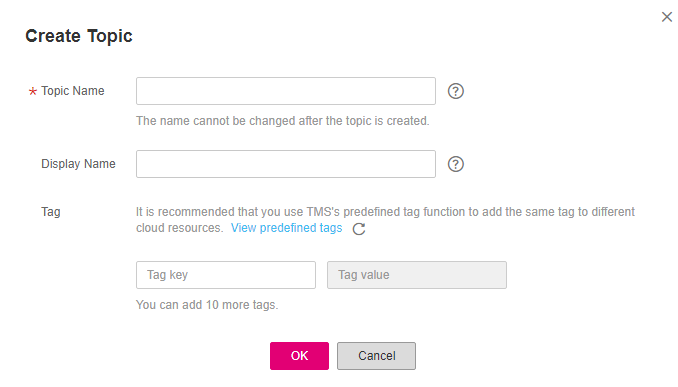 Create Topic
* Topic Name
The name cannot be changed after the topic is created.
Display Name
Tag
It is recommended that you use TMS's predefined tag function to add the same tag to different
cloud resources. View predefined tags
Tag key
Tag value
You can add 10 more tags.
OK
Cancel